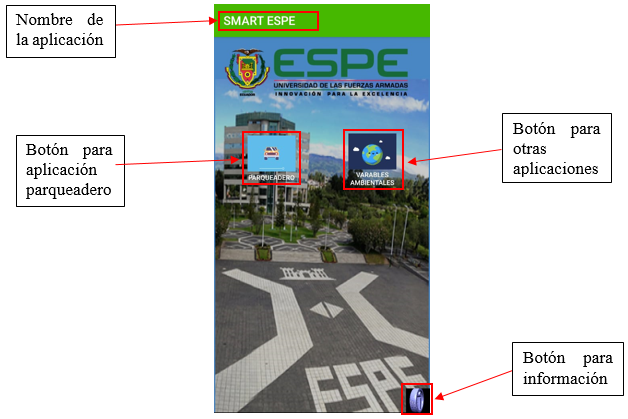 Nombre de
la aplicación
SMART ESPE
ESPE
UNIVERSIDAD DE LAS FUERZAS ARMADAS
INNOVACIÓN PARA LA EXCELENCIA
Botón para
aplicación
parqueadero
PARQUEADERO
VARABLES
AMBIENTALES
Botón para
otras
aplicaciones
ESPE
Botón para
información